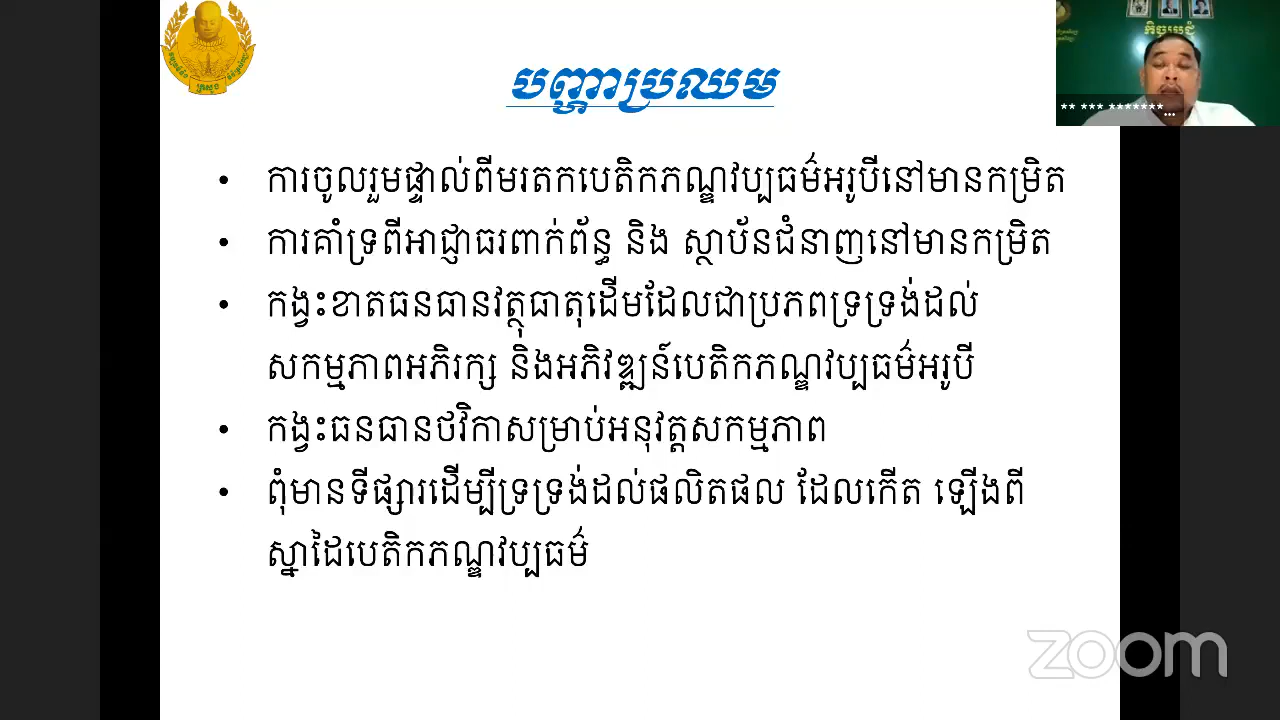 បញ្ហាប្រឈម
កិច្ចប្រជុំ
** *** *******...
• ការចូលរួមផ្ទាល់ពីមរតកបេតិកភណ្ឌវប្បធម៌អរូបីនៅមានកម្រិត
• ការគាំទ្រពីអាជ្ញាធរពាក់ព័ន្ធ និង ស្ថាប័នជំនាញនៅមានកម្រិត
• កង្វះខាតធនធានវត្ថុធាតុដើមដែលជាប្រភពទ្រទ្រង់ដល់
សកម្មភាពអភិរក្ស និងអភិវឌ្ឍន៍បេតិកភណ្ឌវប្បធម៌អរូបី
• កង្វះធនធានថវិកាសម្រាប់អនុវត្តសកម្មភាព
• ពុំមានទីផ្សារដើម្បីទ្រទ្រង់ដល់ផលិតផល ដែលកើត ឡើងពី
ស្នាដៃបេតិកភណ្ឌវប្បធម៌
zoom